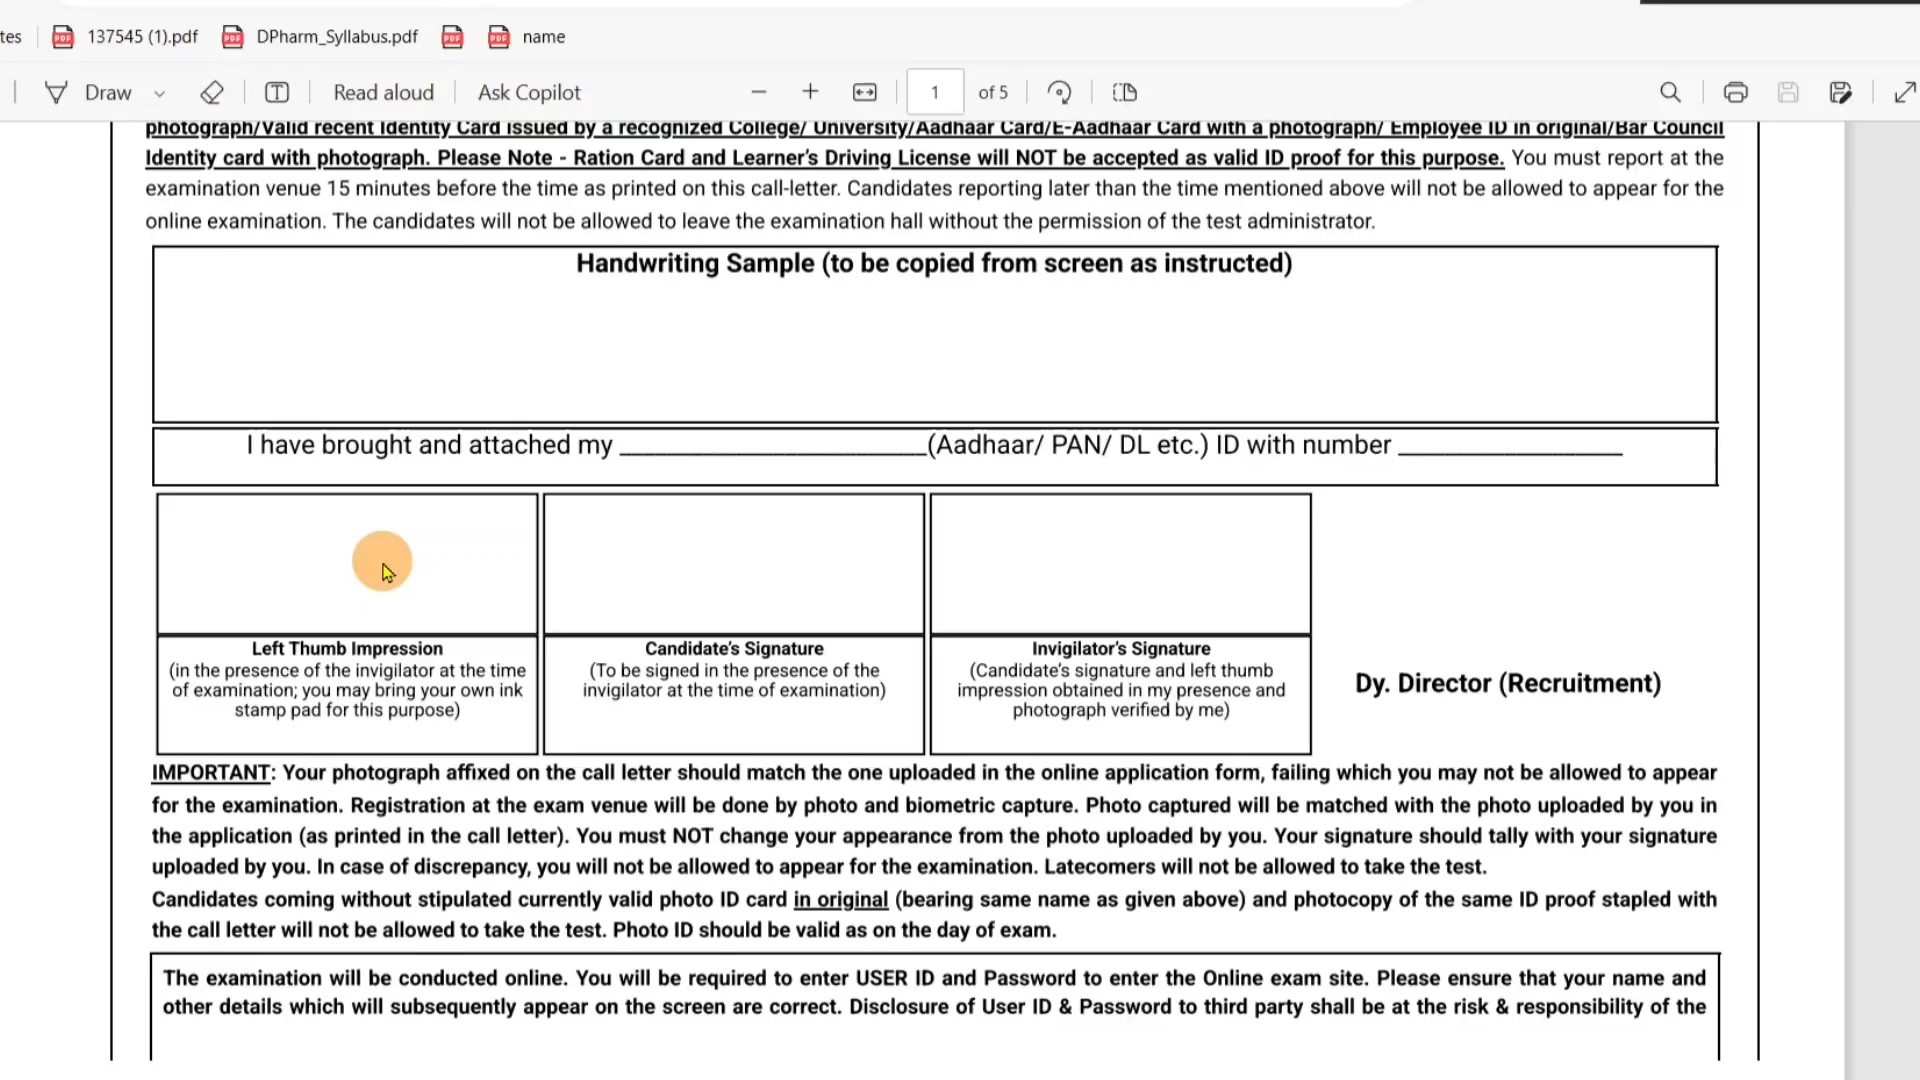 tes
137545 (1).pdf
DPharm_Syllabus.pdf
name
Draw
Read aloud
Ask Copilot
1 of 5
photograph/Valid recent Identity Card issued by a recognized College/ University/Aadhaar Card/E-Aadhaar Card with a photograph/ Employee ID in original/Bar Council
Identity card with photograph. Please Note - Ration Card and Learner's Driving License will NOT be accepted as valid ID proof for this purpose. You must report at the
examination venue 15 minutes before the time as printed on this call-letter. Candidates reporting later than the time mentioned above will not be allowed to appear for the
online examination. The candidates will not be allowed to leave the examination hall without the permission of the test administrator.
Handwriting Sample (to be copied from screen as instructed)
I have brought and attached my ______________________(Aadhaar/ PAN/ DL etc.) ID with number ________________
Left Thumb Impression
(in the presence of the invigilator at the time
of examination; you may bring your own ink
stamp pad for this purpose)
Candidate's Signature
(To be signed in the presence of the
invigilator at the time of examination)
Invigilator's Signature
(Candidate's signature and left thumb
impression obtained in my presence and
photograph verified by me)
Dy. Director (Recruitment)
IMPORTANT: Your photograph affixed on the call letter should match the one uploaded in the online application form, failing which you may not be allowed to appear
for the examination. Registration at the exam venue will be done by photo and biometric capture. Photo captured will be matched with the photo uploaded by you in
the application (as printed in the call letter). You must NOT change your appearance from the photo uploaded by you. Your signature should tally with your signature
uploaded by you. In case of discrepancy, you will not be allowed to appear for the examination. Latecomers will not be allowed to take the test.
Candidates coming without stipulated currently valid photo ID card in original (bearing same name as given above) and photocopy of the same ID proof stapled with
the call letter will not be allowed to take the test. Photo ID should be valid as on the day of exam.
The examination will be conducted online. You will be required to enter USER ID and Password to enter the Online exam site. Please ensure that your name and
other details which will subsequently appear on the screen are correct. Disclosure of User ID & Password to third party shall be at the risk & responsibility of the